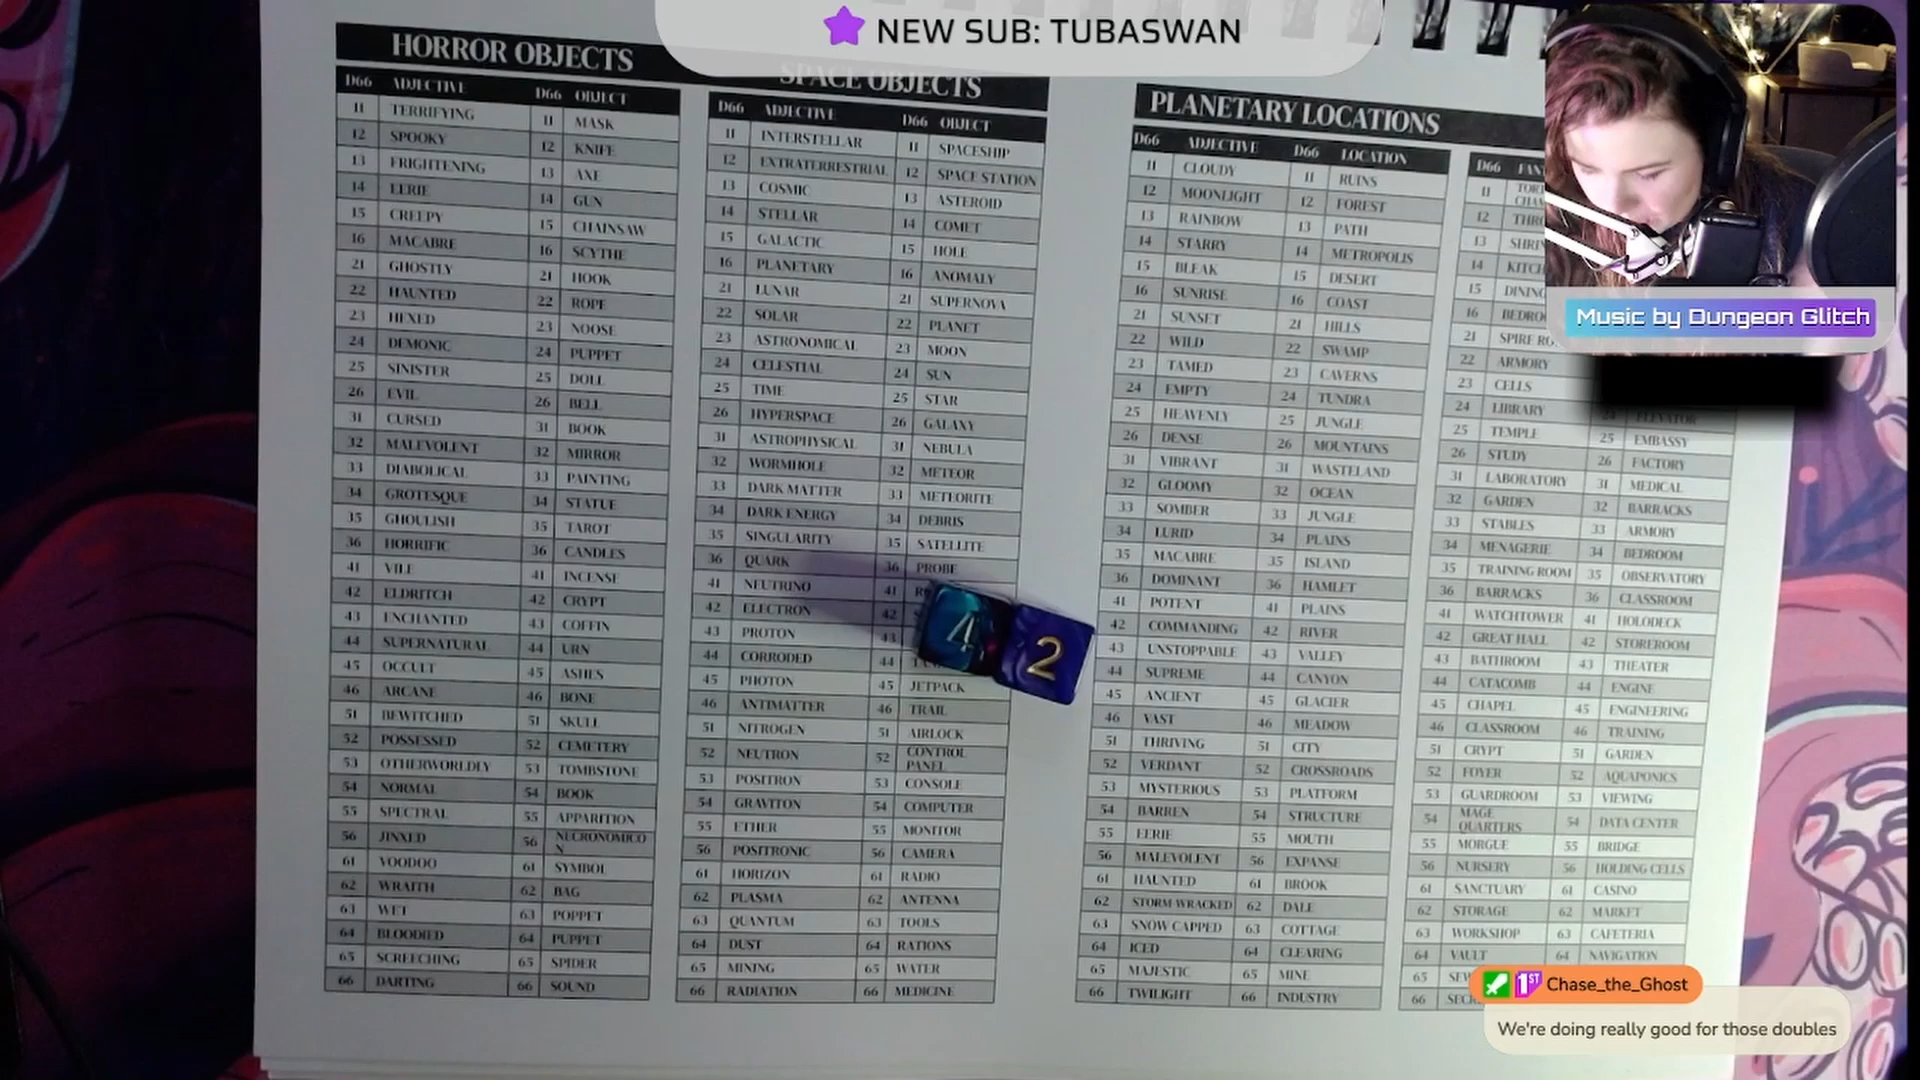 NEW SUB: TUBASWAN
HORROR OBJECTS
D66 ADJECTIVE D66 OBJECT
11 TERRIFYING 11 MASK
12 SPOOKY 12 KNIFE
13 FRIGHTENING 13 AXE
14 EERIE 14 GUN
15 CREEPY 15 CHAINSAW
16 MACABRE 16 SCYTHE
21 GHOSTLY 21 HOOK
22 HAUNTED 22 ROPE
23 HEXED 23 NOOSE
24 DEMONIC 24 PUPPET
25 SINISTER 25 DOLL
26 EVIL 26 BELL
31 CURSED 31 BOOK
32 MALEVOLENT 32 MIRROR
33 DIABOLICAL 33 PAINTING
34 GROTESQUE 34 STATUE
35 GHOULISH 35 TAROT
36 HORRIFIC 36 CANDLES
41 VILE 41 INCENSE
42 ELDRITCH 42 CRYPT
43 ENCHANTED 43 COFFIN
44 SUPERNATURAL 44 URN
45 OCCULT 45 ASHES
46 ARCANE 46 BONE
51 BEWITCHED 51 SKULL
52 POSSESSED 52 CEMETERY
53 OTHERWORLDLY 53 TOMBSTONE
54 NORMAL 54 BOOK
55 SPECTRAL 55 APPARITION
56 JINXED 56 NECRONOMICO
N
61 VOODOO 61 SYMBOL
62 WRAITH 62 BAG
63 WET 63 POPPET
64 BLOODIED 64 PUPPET
65 SCREECHING 65 SPIDER
66 DARTING 66 SOUND
SPACE OBJECTS
D66 ADJECTIVE D66 OBJECT
11 INTERSTELLAR 11 SPACESHIP
12 EXTRATERRESTRIAL 12 SPACE STATION
13 COSMIC 13 ASTEROID
14 STELLAR 14 COMET
15 GALACTIC 15 HOLE
16 PLANETARY 16 ANOMALY
21 LUNAR 21 SUPERNOVA
22 SOLAR 22 PLANET
23 ASTRONOMICAL 23 MOON
24 CELESTIAL 24 SUN
25 TIME 25 STAR
26 HYPERSPACE 26 GALAXY
31 ASTROPHYSICAL 31 NEBULA
32 WORMHOLE 32 METEOR
33 DARK MATTER 33 METEORITE
34 DARK ENERGY 34 DEBRIS
35 SINGULARITY 35 SATELLITE
36 QUARK 36 PROBE
41 NEUTRINO 41
42 ELECTRON 42
43 PROTON 43
44 CORRODED 44
45 PHOTON 45 JETPACK
46 ANTIMATTER 46 TRAIL
51 NITROGEN 51 AIRLOCK
52 NEUTRON 52 CONTROL
PANEL
53 POSITRON 53 CONSOLE
54 GRAVITON 54 COMPUTER
55 ETHER 55 MONITOR
56 POSITRONIC 56 CAMERA
61 HORIZON 61 RADIO
62 PLASMA 62 ANTENNA
63 QUANTUM 63 TOOLS
64 DUST 64 RATIONS
65 MINING 65 WATER
66 RADIATION 66 MEDICINE
4 2
PLANETARY LOCATIONS
D66 ADJECTIVE D66 LOCATION
11 CLOUDY 11 RUINS
12 MOONLIGHT 12 FOREST
13 RAINBOW 13 PATH
14 STARRY 14 METROPOLIS
15 BLEAK 15 DESERT
16 SUNRISE 16 COAST
21 SUNSET 21 HILLS
22 WILD 22 SWAMP
23 TAMED 23 CAVERNS
24 EMPTY 24 TUNDRA
25 HEAVENLY 25 JUNGLE
26 DENSE 26 MOUNTAINS
31 VIBRANT 31 WASTELAND
32 GLOOMY 32 OCEAN
33 SOMBER 33 JUNGLE
34 LURID 34 PLAINS
35 MACABRE 35 ISLAND
36 DOMINANT 36 HAMLET
41 POTENT 41 PLAINS
42 COMMANDING 42 RIVER
43 UNSTOPPABLE 43 VALLEY
44 SUPREME 44 CANYON
45 ANCIENT 45 GLACIER
46 VAST 46 MEADOW
51 THRIVING 51 CITY
52 VERDANT 52 CROSSROADS
53 MYSTERIOUS 53 PLATFORM
54 BARREN 54 STRUCTURE
55 EERIE 55 MOUTH
56 MALEVOLENT 56 EXPANSE
61 HAUNTED 61 BROOK
62 STORM WRACKED 62 DALE
63 SNOW CAPPED 63 COTTAGE
64 ICED 64 CLEARING
65 MAJESTIC 65 MINE
66 TWILIGHT 66 INDUSTRY
D66
11
12
13
14
15
16
21 SPIRE
22 ARMORY
23 CELLS
24 LIBRARY 24 ELEVATOR
25 TEMPLE 25 EMBASSY
26 STUDY 26 FACTORY
31 LABORATORY 31 MEDICAL
32 GARDEN 32 BARRACKS
33 STABLES 33 ARMORY
34 MENAGERIE 34 BEDROOM
35 TRAINING ROOM 35 OBSERVATORY
36 BARRACKS 36 CLASSROOM
41 WATCHTOWER 41 HOLODECK
42 GREAT HALL 42 STOREROOM
43 BATHROOM 43 THEATER
44 CATACOMB 44 ENGINE
45 CHAPEL 45 ENGINEERING
46 CLASSROOM 46 TRAINING
51 CRYPT 51 GARDEN
52 FOYER 52 AQUAPONICS
53 GUARDROOM 53 VIEWING
54 MAGE
QUARTERS 54 DATA CENTER
55 MORGUE 55 BRIDGE
56 NURSERY 56 HOLDING CELLS
61 SANCTUARY 61 CASINO
62 STORAGE 62 MARKET
63 WORKSHOP 63 CAFETERIA
64 VAULT 64 NAVIGATION
65
66
Music by Dungeon Glitch
1ST Chase_the_Ghost
We're doing really good for those doubles